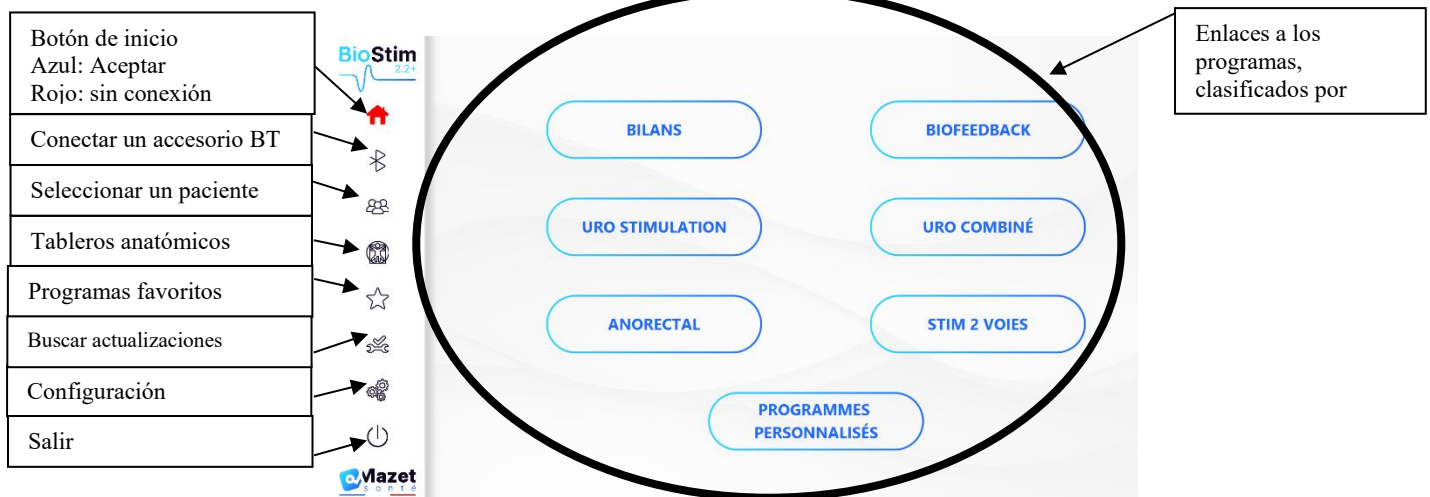 Botón de inicio
Azul: Aceptar
Rojo: sin conexión
Conectar un accesorio BT
Seleccionar un paciente
Tableros anatómicos
Programas favoritos
Buscar actualizaciones
Configuración
Salir
BioStim
2.2+
BILANS
BIOFEEDBACK
URO STIMULATION
URO COMBINÉ
ANORECTAL
STIM 2 VOIES
PROGRAMMES
PERSONNALISÉS
Mazet
santé
Enlaces a los
programas,
clasificados por